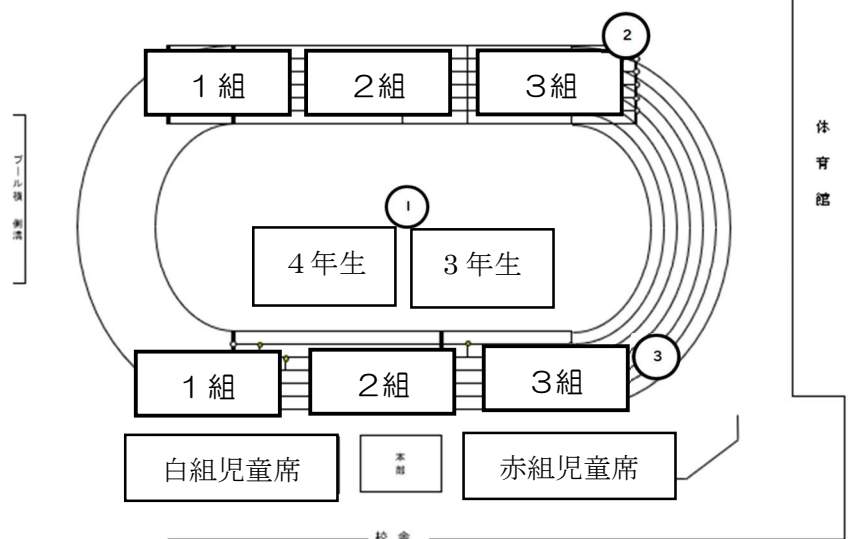 ②
１組
２組
３組
体育館
プール横 側溝
①
４年生
３年生
③
１組
２組
３組
白組児童席
本部
赤組児童席
校舎